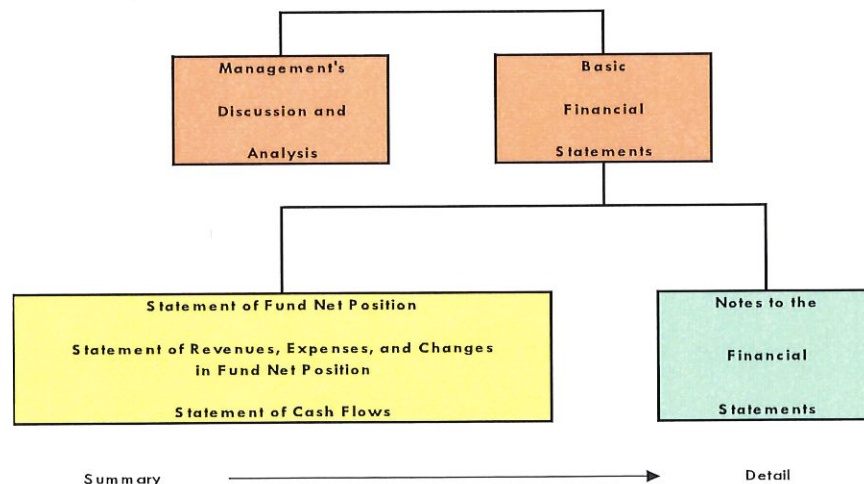 Management's
Discussion and
Analysis
Basic
Financial
Statements
Statement of Fund Net Position
Statement of Revenues, Expenses, and Changes
in Fund Net Position
Statement of Cash Flows
Notes to the
Financial
Statements
Summary
Detail